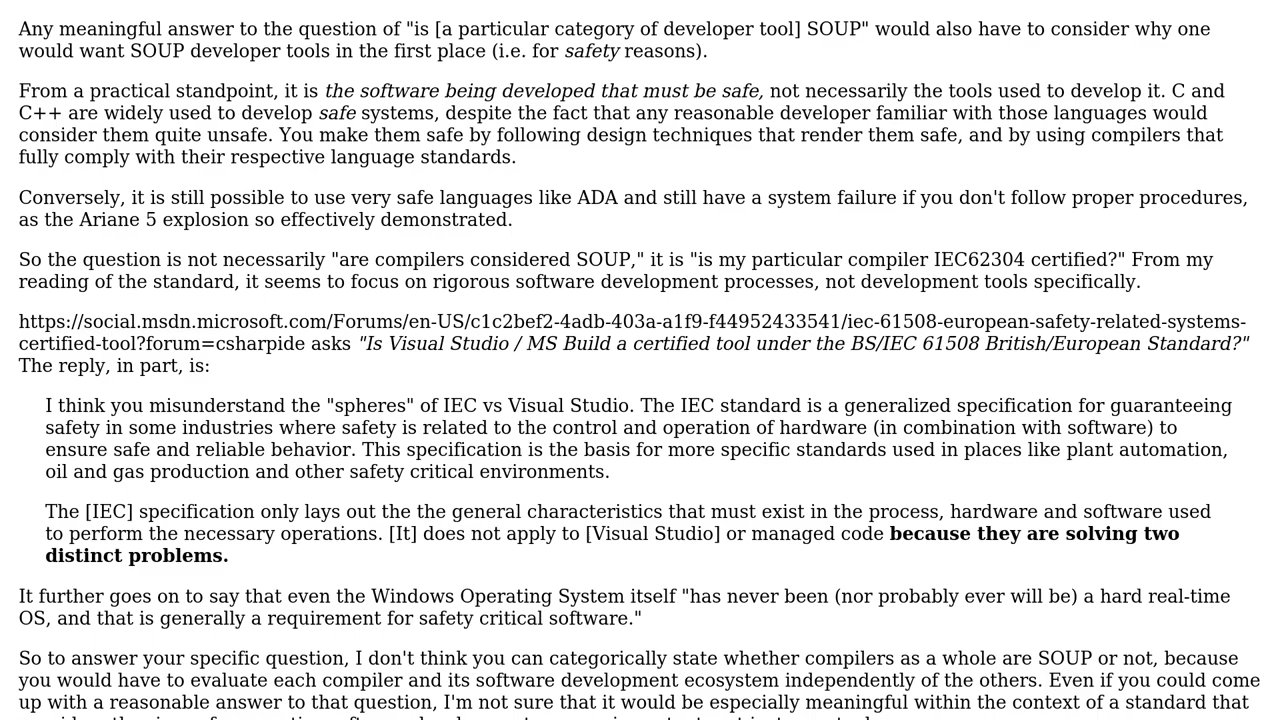 Any meaningful answer to the question of "is [a particular category of developer tool] SOUP" would also have to consider why one
would want SOUP developer tools in the first place (i.e. for safety reasons).
From a practical standpoint, it is the software being developed that must be safe, not necessarily the tools used to develop it. C and
C++ are widely used to develop safe systems, despite the fact that any reasonable developer familiar with those languages would
consider them quite unsafe. You make them safe by following design techniques that render them safe, and by using compilers that
fully comply with their respective language standards.
Conversely, it is still possible to use very safe languages like ADA and still have a system failure if you don't follow proper procedures,
as the Ariane 5 explosion so effectively demonstrated.
So the question is not necessarily "are compilers considered SOUP," it is "is my particular compiler IEC62304 certified?" From my
reading of the standard, it seems to focus on rigorous software development processes, not development tools specifically.
https://social.msdn.microsoft.com/Forums/en-US/c1c2bef2-4adb-403a-a1f9-f44952433541/iec-61508-european-safety-related-systems-
certified-tool?forum=csharpide asks "Is Visual Studio / MS Build a certified tool under the BS/IEC 61508 British/European Standard?"
The reply, in part, is:
I think you misunderstand the "spheres" of IEC vs Visual Studio. The IEC standard is a generalized specification for guaranteeing
safety in some industries where safety is related to the control and operation of hardware (in combination with software) to
ensure safe and reliable behavior. This specification is the basis for more specific standards used in places like plant automation,
oil and gas production and other safety critical environments.
The [IEC] specification only lays out the the general characteristics that must exist in the process, hardware and software used
to perform the necessary operations. [It] does not apply to [Visual Studio] or managed code because they are solving two
distinct problems.
It further goes on to say that even the Windows Operating System itself "has never been (nor probably ever will be) a hard real-time
OS, and that is generally a requirement for safety critical software."
So to answer your specific question, I don't think you can categorically state whether compilers as a whole are SOUP or not, because
you would have to evaluate each compiler and its software development ecosystem independently of the others. Even if you could come
up with a reasonable answer to that question, I'm not sure that it would be especially meaningful within the context of a standard that